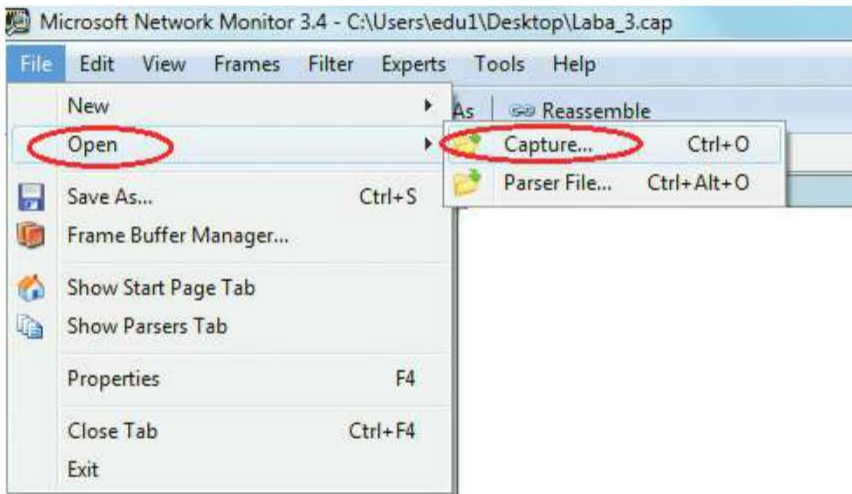 Microsoft Network Monitor 3.4 - C:\Users\edu1\Desktop\Laba_3.cap
File Edit View Frames Filter Experts Tools Help
New
As Reassemble
Open
Capture... Ctrl+O
Save As... Ctrl+S
Parser File... Ctrl+Alt+O
Frame Buffer Manager...
Show Start Page Tab
Show Parsers Tab
Properties F4
Close Tab Ctrl+F4
Exit